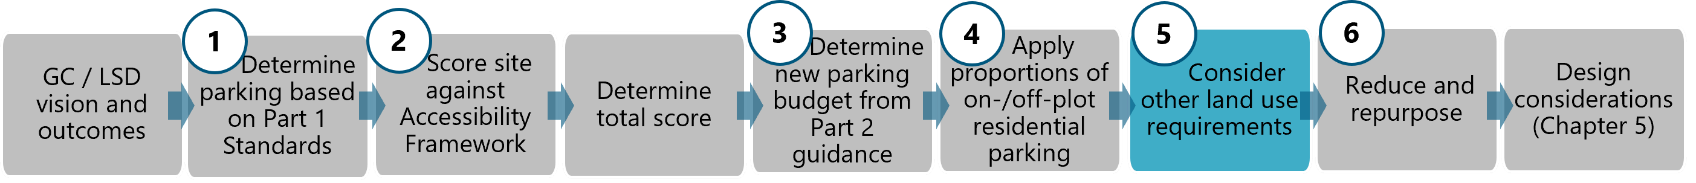 GC / LSD
vision and
outcomes
1
Determine
parking based
on Part 1
Standards
2
Score site
against
Accessibility
Framework
Determine
total score
3
Determine
new parking
budget from
Part 2
guidance
4
Apply
proportions of
on-/off-plot
residential
parking
5
Consider
other land use
requirements
6
Reduce and
repurpose
Design
considerations
(Chapter 5)